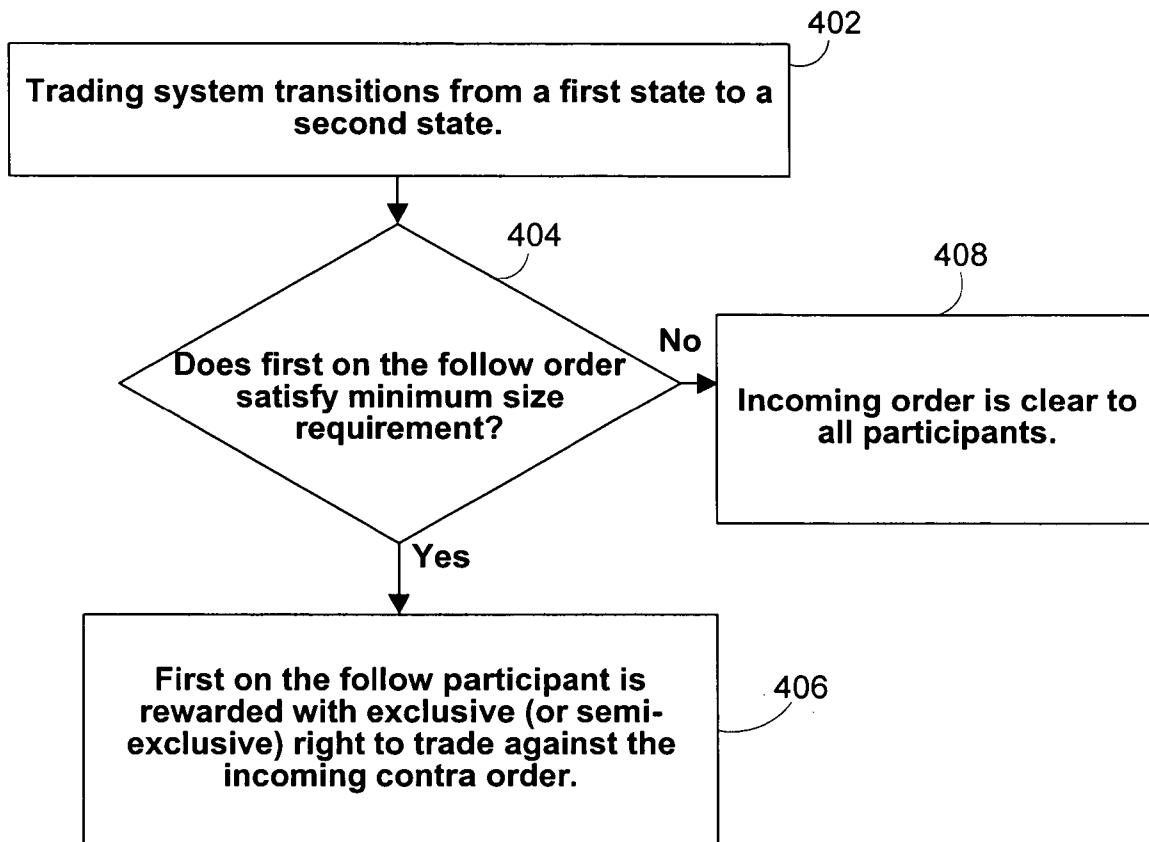 402
Trading system transitions from a first state to a
second state.
404
408
Does first on the follow order
satisfy minimum size
requirement?
No
Incoming order is clear to
all participants.
Yes
First on the follow participant is
rewarded with exclusive (or semi-
exclusive) right to trade against the
incoming contra order.
406